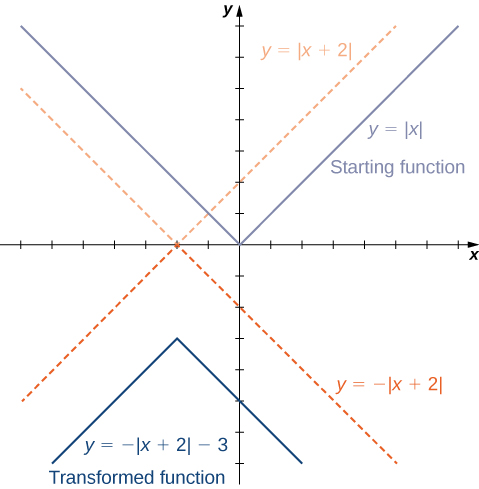 y
y = |x + 2|
y = |x|
Starting function
x
y = −|x + 2|
y = −|x + 2| − 3
Transformed function